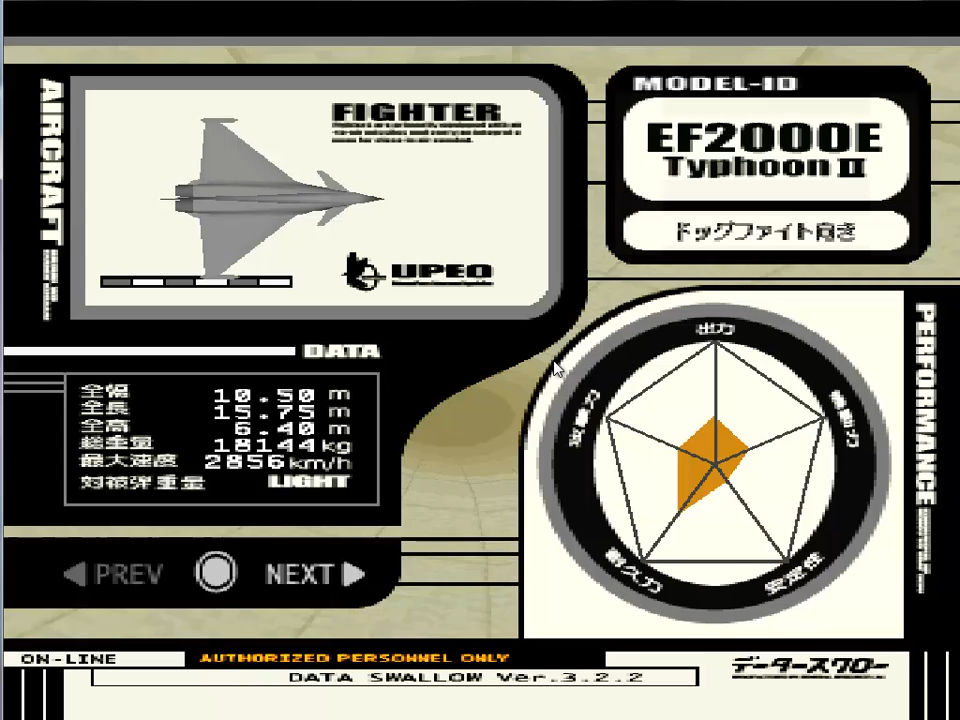 AIRCRAFT
FIGHTER
UPEO
MODEL-ID
EF2000E
Typhoon II
ドッグファイト向き
DATA
全幅 10.50 m
全長 15.75 m
全高 6.40 m
総重量 18144 kg
最大速度 2856 km/h
対被弾重量 LIGHT
PERFORMANCE
出力
安定性
耐久力
PREV
NEXT
ON-LINE
AUTHORIZED PERSONNEL ONLY
データースワロー
DATA SWALLOW Ver.3.2.2